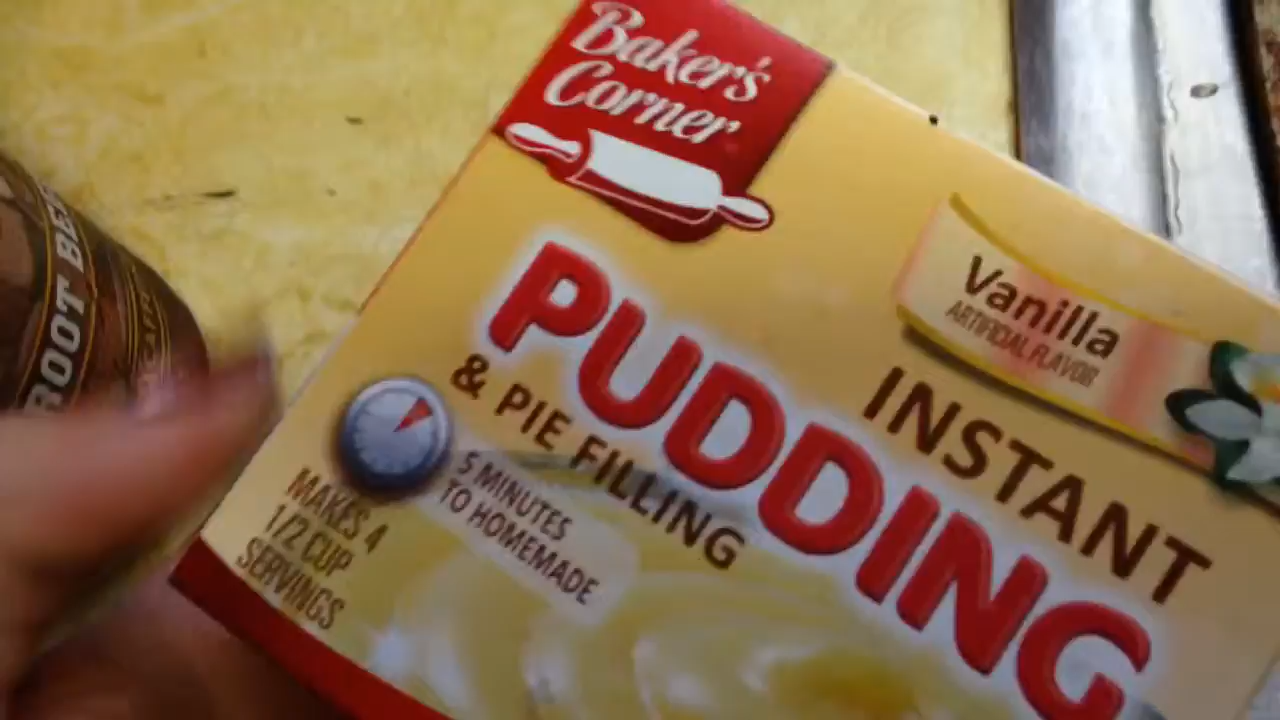 Baker's
Corner
Vanilla
ARTIFICIAL FLAVOR
INSTANT
PUDDING
& PIE FILLING
5 MINUTES
TO HOMEMADE
MAKES 4
1/2 CUP
SERVINGS
ROOT